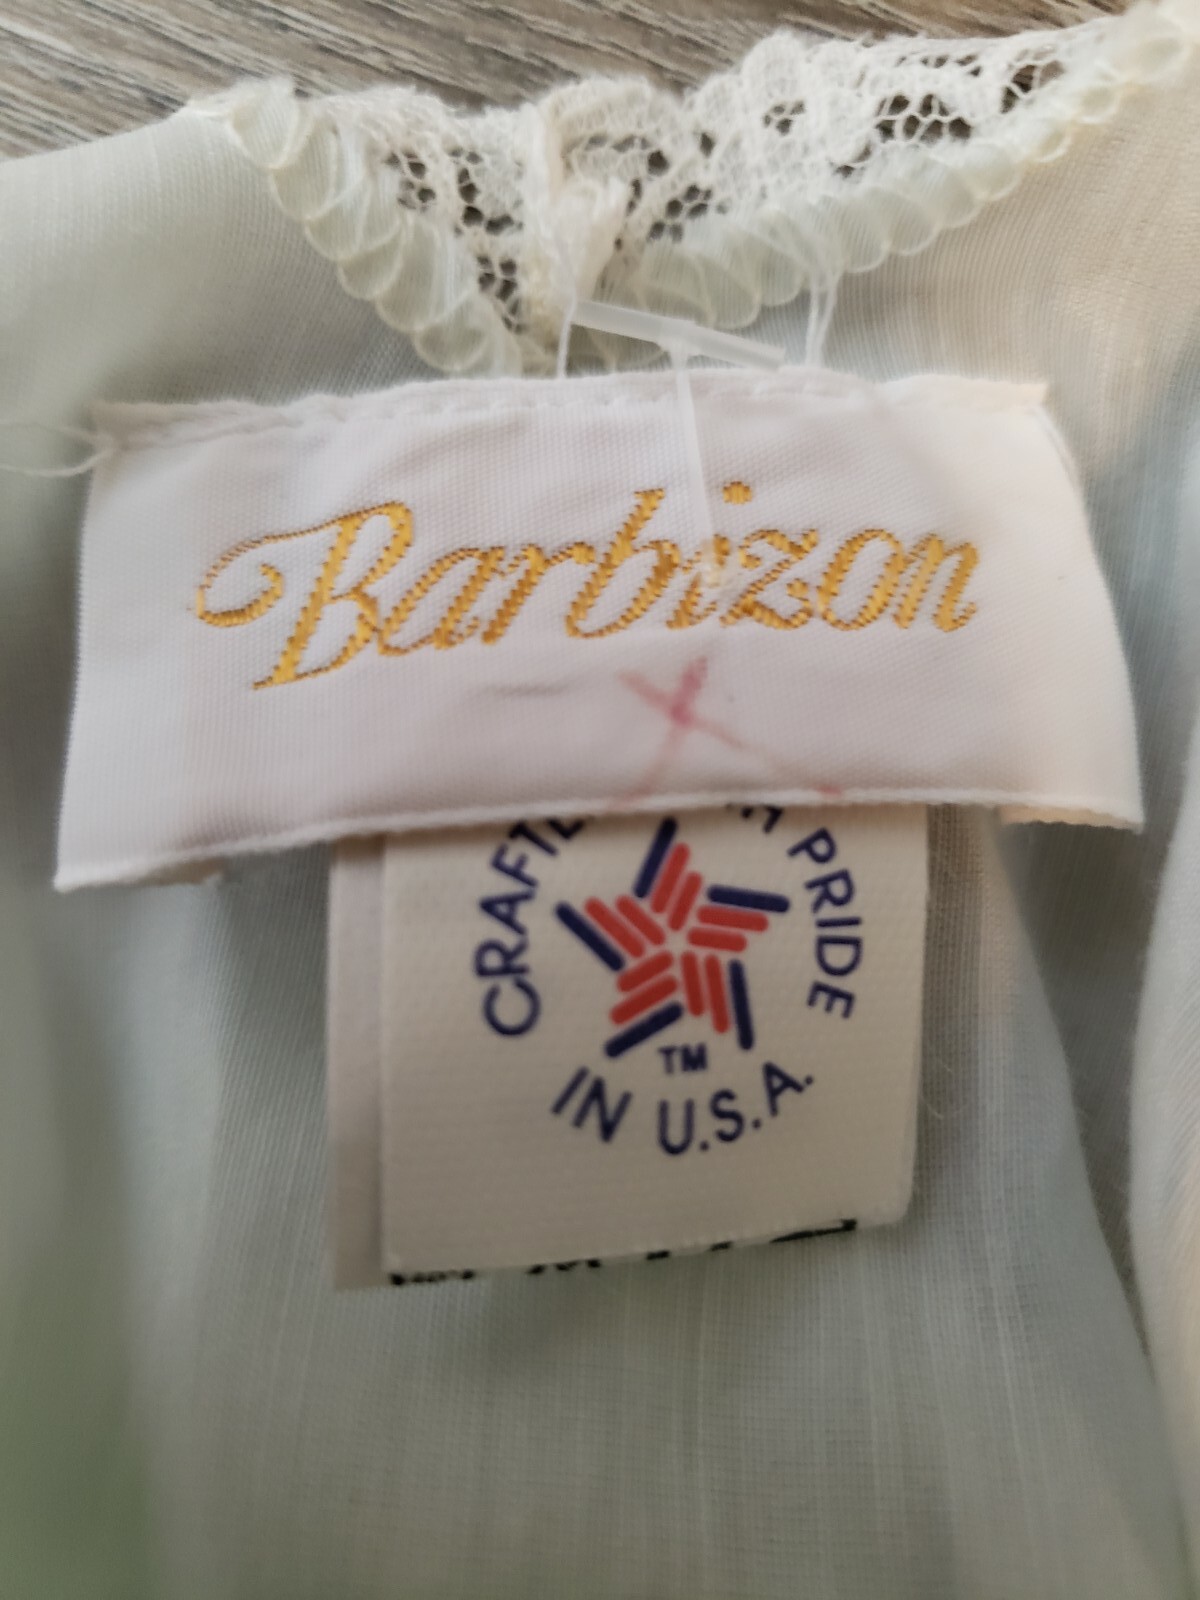 Barbizon
CRAFTED WITH PRIDE
TM
IN U.S.A.